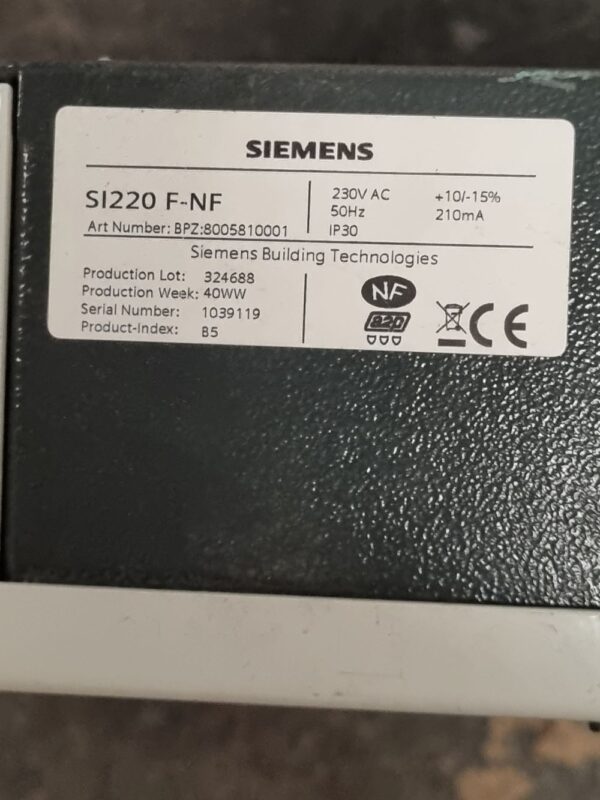 SIEMENS
SI220 F-NF
Art Number: BPZ:8005810001
230V AC +10/-15%
50Hz 210mA
IP30
Siemens Building Technologies
Production Lot: 324688
Production Week: 40WW
Serial Number: 1039119
Product-Index: B5
NF
a2p
CE